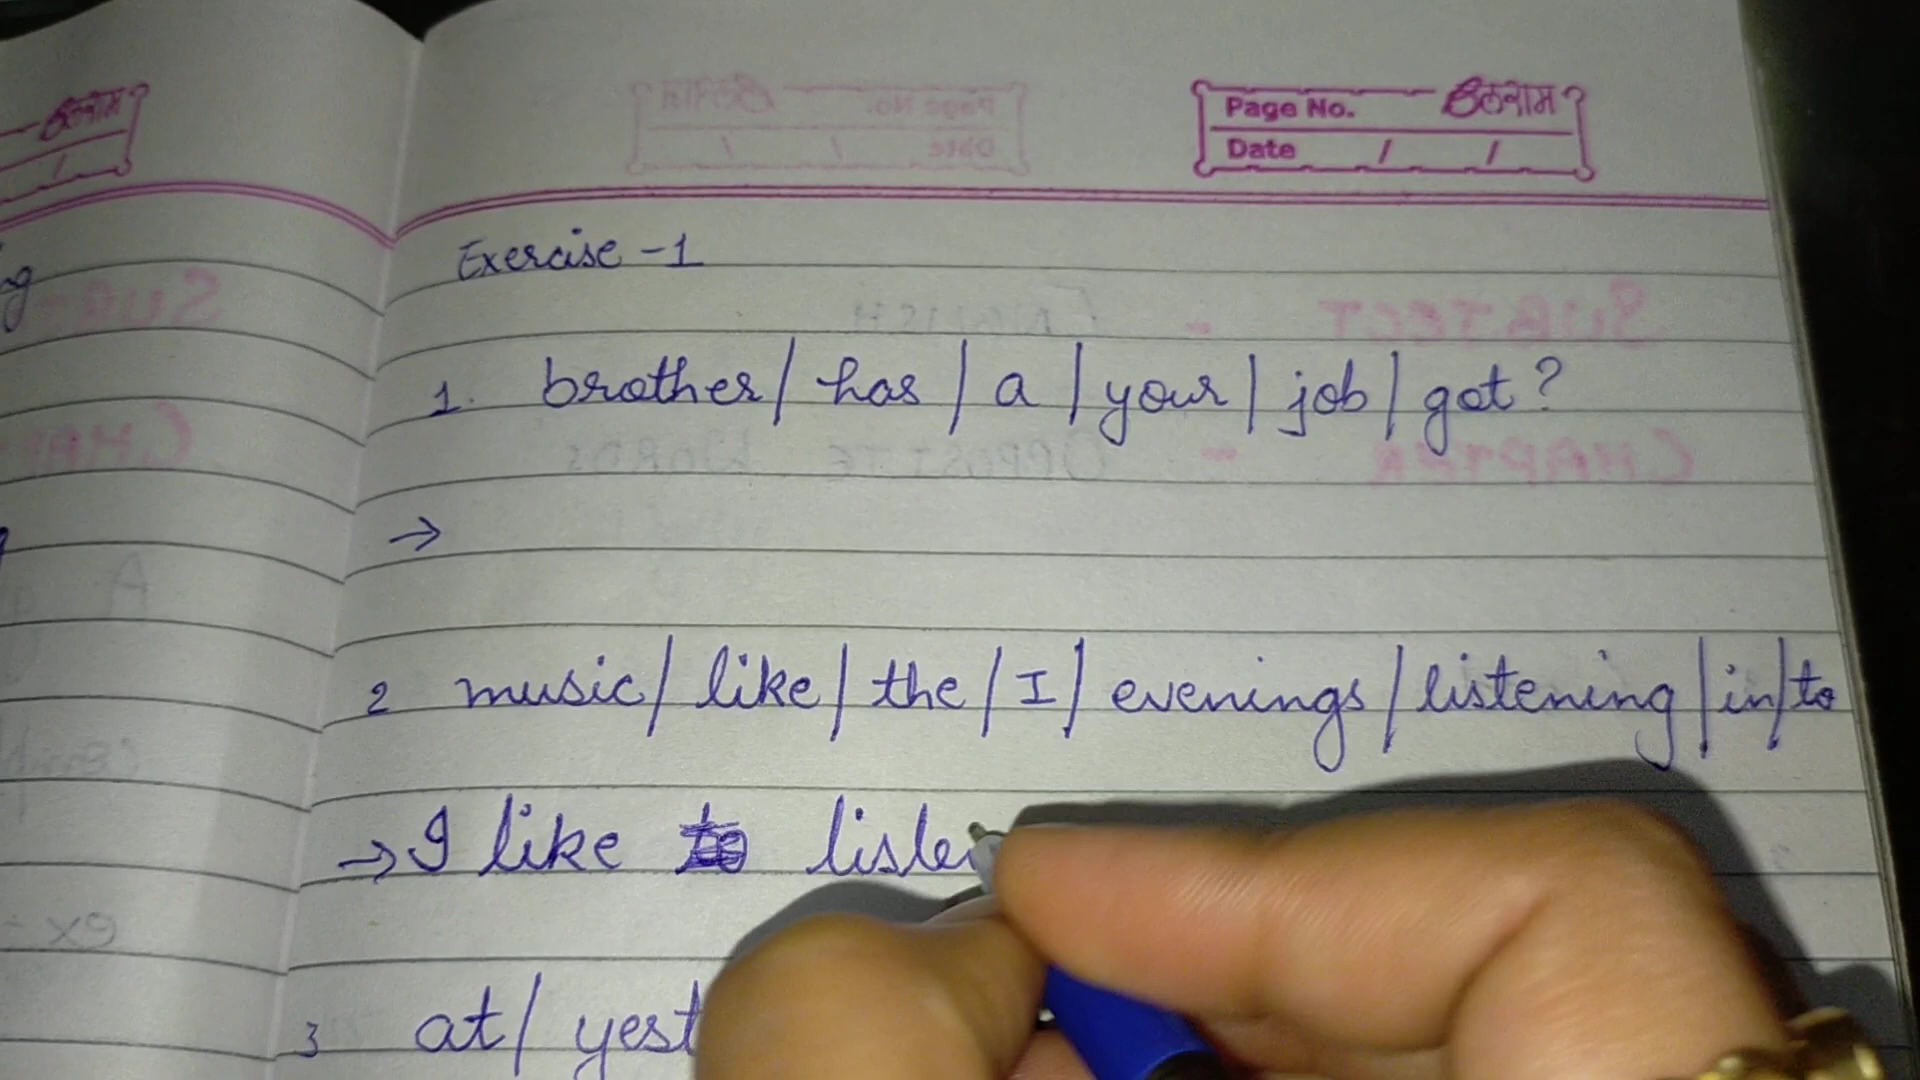 Page No. बलराम
Date / /
Exercise - 1
1. brother / has / a / your / job / got?
→
2 music / like / the / I / evenings / listening / in / to
→ I like listen
3 at / yest